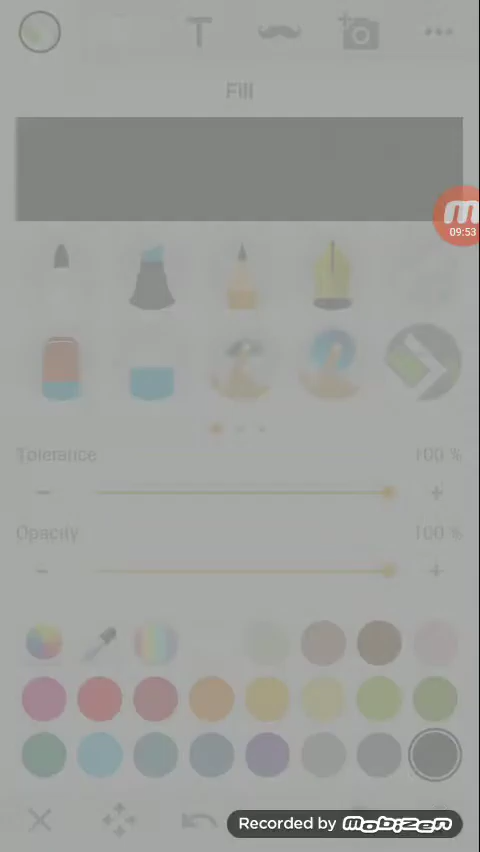 T
Fill
m
09:53
Tolerance 100 %
Opacity 100 %
Recorded by mobizen